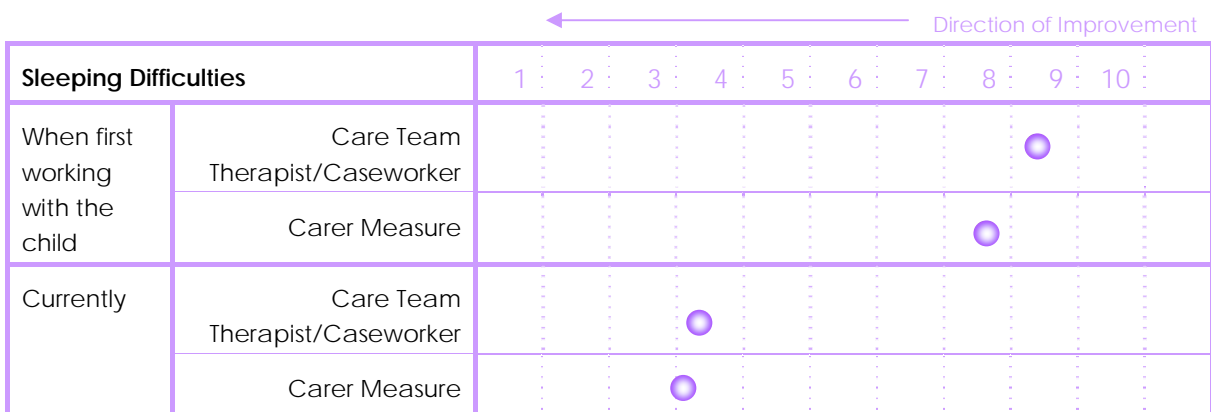 Direction of Improvement
Sleeping Difficulties 1 2 3 4 5 6 7 8 9 10
When first
working
with the
child
Care Team
Therapist/Caseworker
Carer Measure
Currently
Care Team
Therapist/Caseworker
Carer Measure